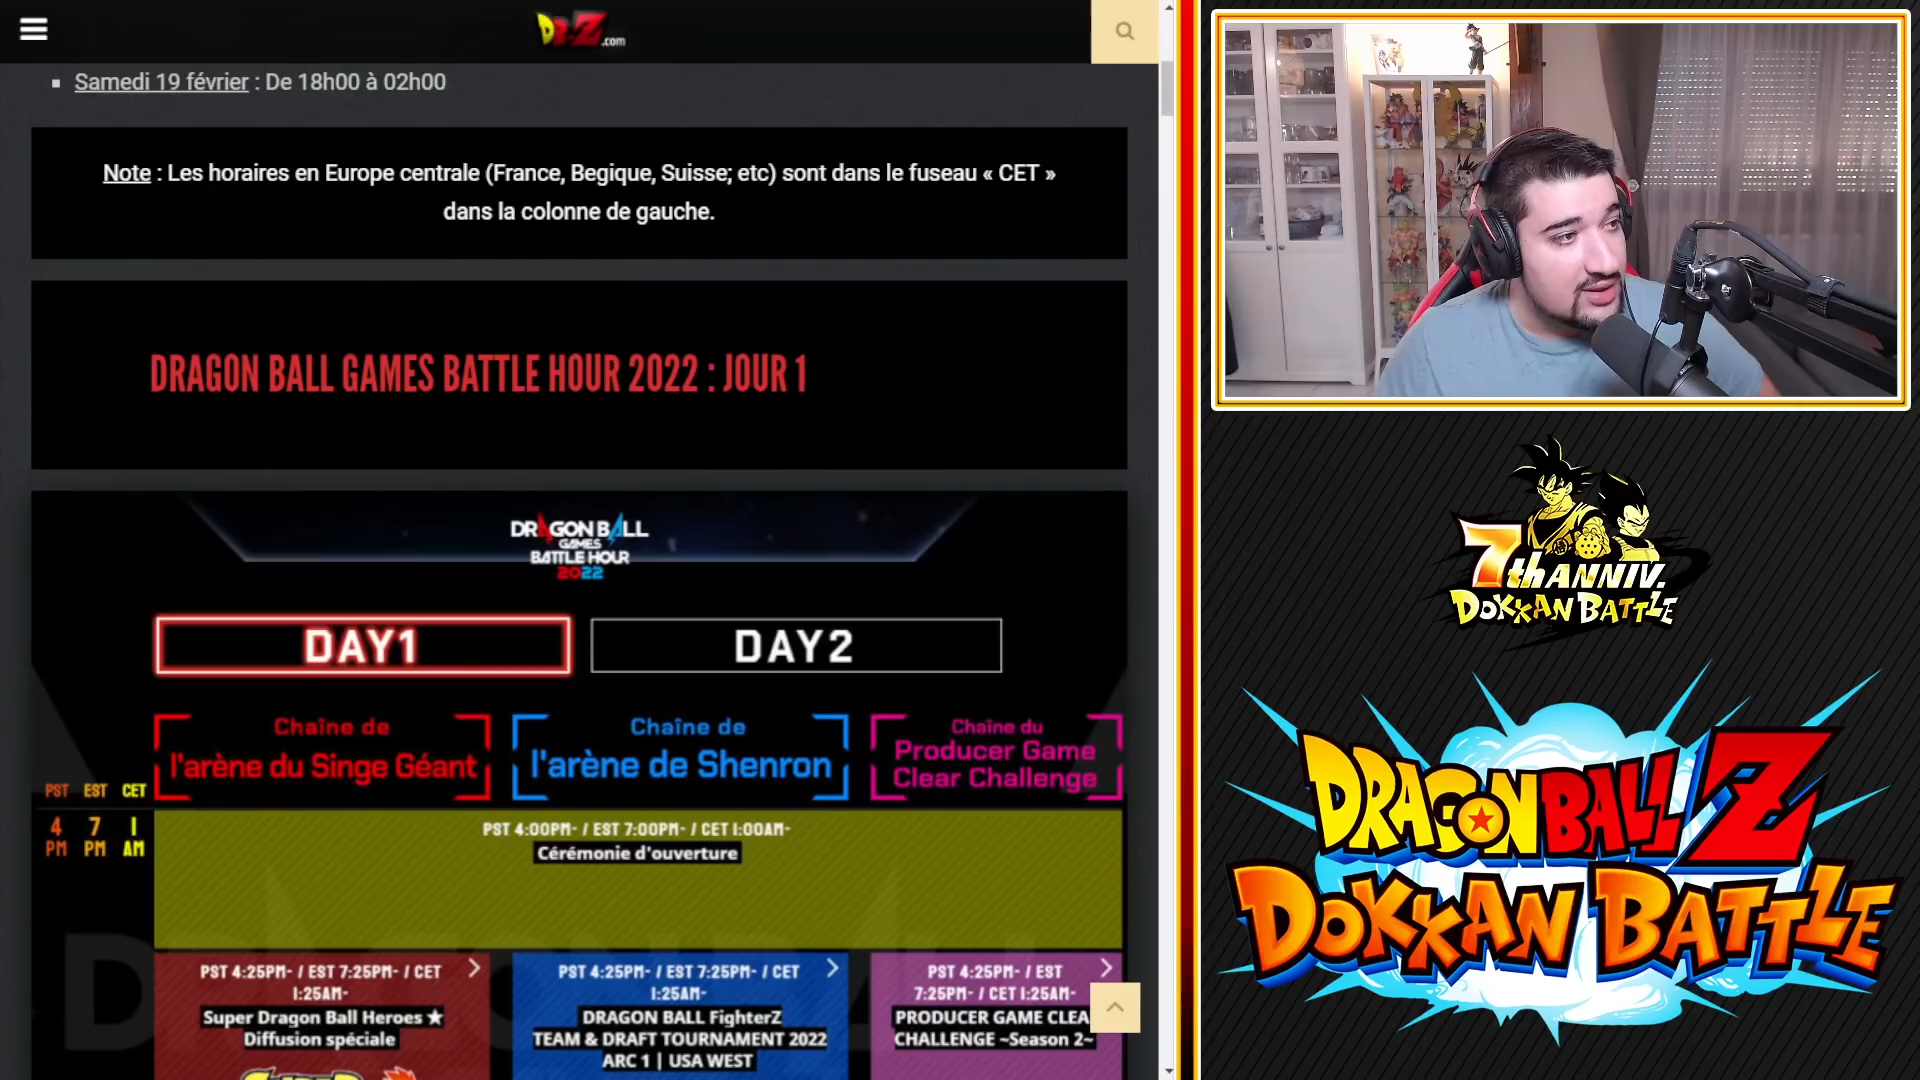 DBZ.com
Samedi 19 février : De 18h00 à 02h00
Note : Les horaires en Europe centrale (France, Begique, Suisse; etc) sont dans le fuseau « CET »
dans la colonne de gauche.
DRAGON BALL GAMES BATTLE HOUR 2022 : JOUR 1
DRAGON BALL
GAMES
BATTLE HOUR
2022
DAY1
DAY2
Chaîne de
l'arène du Singe Géant
Chaîne de
l'arène de Shenron
Chaîne du
Producer Game
Clear Challenge
PST EST CET
4 7 1
PM PM AM
PST 4:00PM- / EST 7:00PM- / CET 1:00AM-
Cérémonie d'ouverture
PST 4:25PM- / EST 7:25PM- / CET
1:25AM-
Super Dragon Ball Heroes ★
Diffusion spéciale
PST 4:25PM- / EST 7:25PM- / CET
1:25AM-
DRAGON BALL FighterZ
TEAM & DRAFT TOURNAMENT 2022
ARC 1 | USA WEST
PST 4:25PM- / EST
7:25PM- / CET 1:25AM-
PRODUCER GAME CLEA
CHALLENGE ~Season 2~
7thANNIV.
DOKKAN BATTLE
DRAGONBALL Z
DOKKAN BATTLE